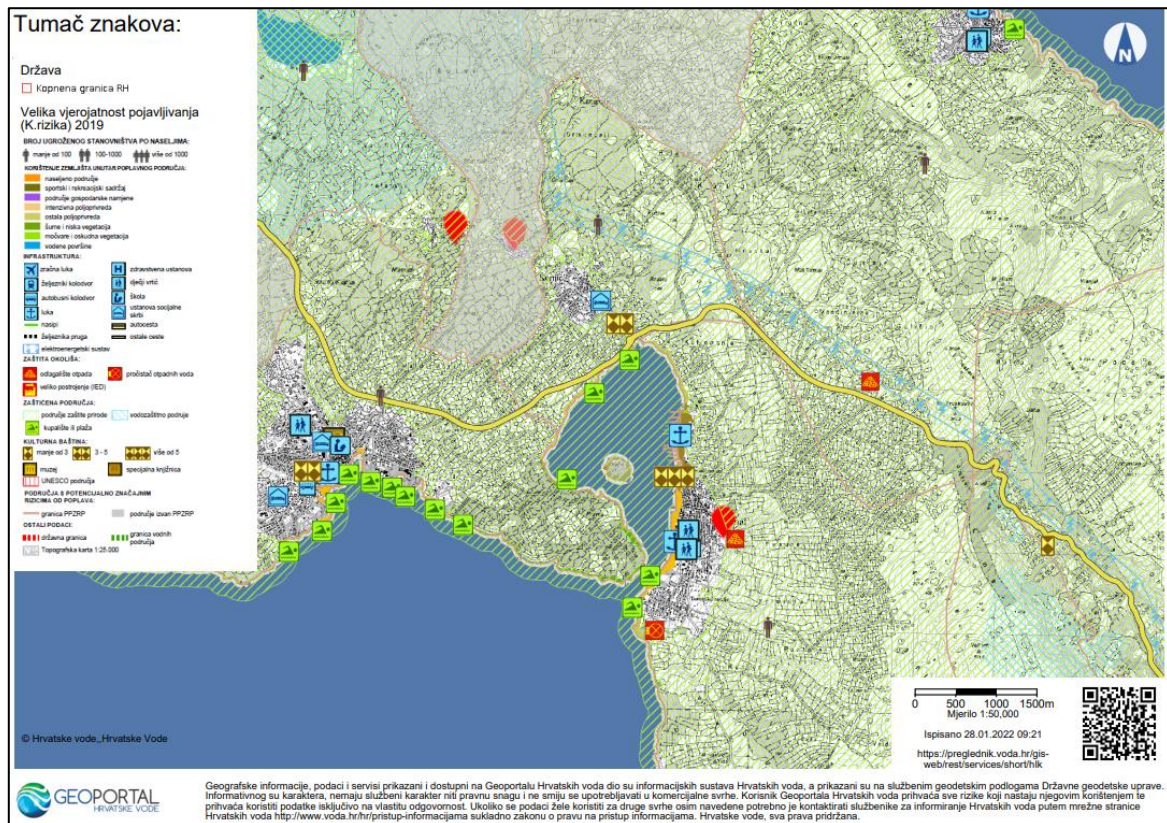 Tumač znakova:
Država
Kopnena granica RH
Velika vjerojatnost pojavljivanja
(K.rizika) 2019
BROJ UGROŽENOG STANOVNIŠTVA PO NASELJIMA:
manje od 100 100-1000 više od 1000
KORIŠTENJE ZEMLJIŠTA UNUTAR POPLAVNOG PODRUČJA:
naseljeno područje
sportski i rekreacijski sadržaj
područje gospodarske namjene
intenzivna poljoprivreda
ostala poljoprivreda
šume i niska vegetacija
močvare i oskudna vegetacija
vodene površine
INFRASTRUKTURA:
zračna luka zdravstvena ustanova
željeznički kolodvor dječji vrtić
autobusni kolodvor škola
luka ustanova socijalne
skrbi
nasipi autocesta
željeznička pruga ostale ceste
elektroenergetski sustav
ZAŠTITA OKOLIŠA:
odlagalište otpada pročistač otpadnih voda
veliko postrojenje (IED)
ZAŠTIĆENA PODRUČJA:
područje zaštite prirode vodozaštitno područje
kupalište ili plaža
KULTURNA BAŠTINA:
manje od 3 3 - 5 više od 5
muzej specijalna knjižnica
UNESCO područja
PODRUČJA S POTENCIJALNO ZNAČAJNIM
RIZICIMA OD POPLAVA:
granica PPZRP područje izvan PPZRP
OSTALI PODACI:
državna granica granica vodnih
područja
Topografska karta 1:25.000
N
0 500 1000 1500m
Mjerilo 1:50,000
Ispisano 28.01.2022 09:21
https://preglednik.voda.hr/gis-
web/rest/services/short/hlk
© Hrvatske vode,,Hrvatske Vode
GEOPORTAL
HRVATSKE VODE
Geografske informacije, podaci i servisi prikazani i dostupni na Geoportalu Hrvatskih voda dio su informacijskih sustava Hrvatskih voda, a prikazani su na službenim geodetskim podlogama Državne geodetske uprave.
Informativnog su karaktera, nemaju službeni karakter niti pravnu snagu i ne smiju se upotrebljavati u komercijalne svrhe. Korisnik Geoportala Hrvatskih voda prihvaća sve rizike koji nastaju njegovim korištenjem te
prihvaća koristiti podatke isključivo na vlastitu odgovornost. Ukoliko se podaci žele koristiti za druge svrhe osim navedene potrebno je kontaktirati službenike za informiranje Hrvatskih voda putem mrežne stranice
Hrvatskih voda http://www.voda.hr/hr/pristup-informacijama sukladno zakonu o pravu na pristup informacijama. Hrvatske vode, sva prava pridržana.